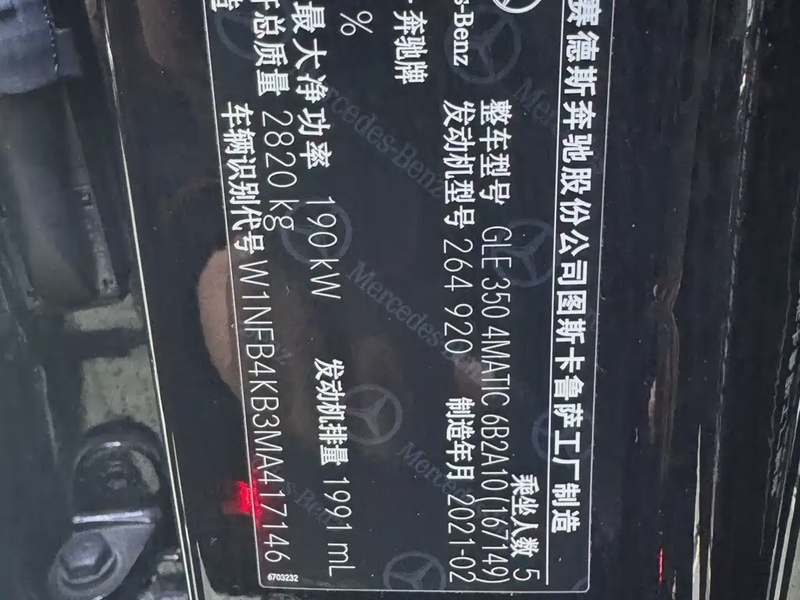 赛德斯奔驰股份公司图斯卡鲁萨工厂制造
整车型号 GLE 350 4MATIC 6B2A10(167149)
乘坐人数 5
发动机型号 264 920 制造年月 2021-02
s-Benz
奔驰牌
%
最大净功率 190 kW 发动机排量 1991 mL
总质量 2820 kg
车辆识别代号 W1NFB4KB3MA417146
6703232
Mercedes-Benz
Mercedes-Benz